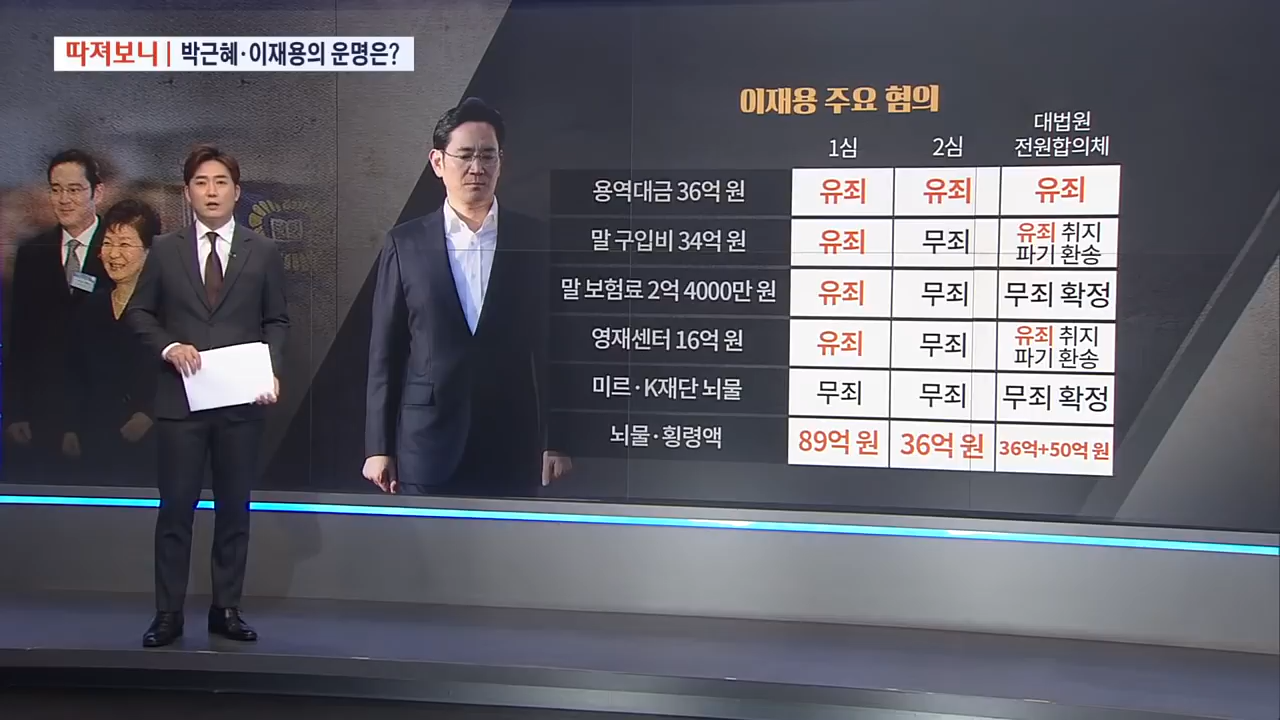 따져보니 | 박근혜·이재용의 운명은?
이재용 주요 혐의
1심 2심 대법원 전원합의체
용역대금 36억 원 유죄 유죄 유죄
말 구입비 34억 원 유죄 무죄 유죄 취지 파기 환송
말 보험료 2억 4000만 원 유죄 무죄 무죄 확정
영재센터 16억 원 유죄 무죄 유죄 취지 파기 환송
미르·K재단 뇌물 무죄 무죄 무죄 확정
뇌물·횡령액 89억 원 36억 원 36억+50억 원